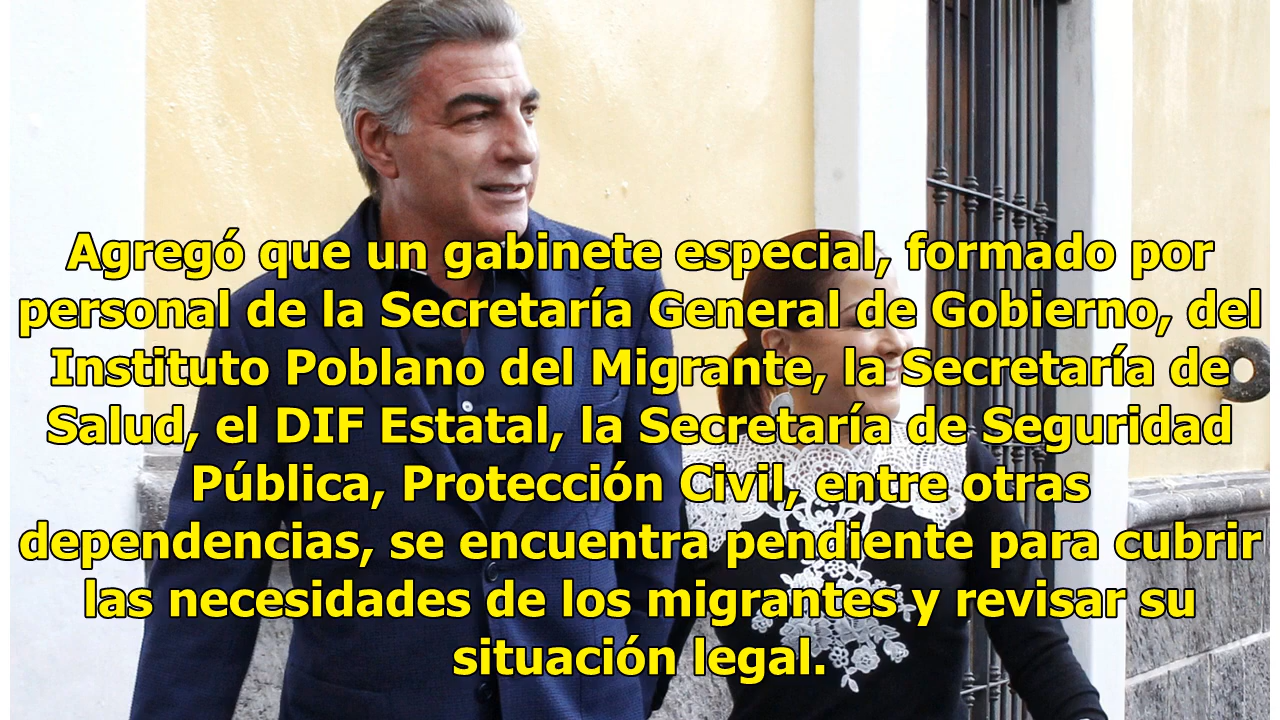 Agregó que un gabinete especial, formado por
personal de la Secretaría General de Gobierno, del
Instituto Poblano del Migrante, la Secretaría de
Salud, el DIF Estatal, la Secretaría de Seguridad
Pública, Protección Civil, entre otras
dependencias, se encuentra pendiente para cubrir
las necesidades de los migrantes y revisar su
situación legal.